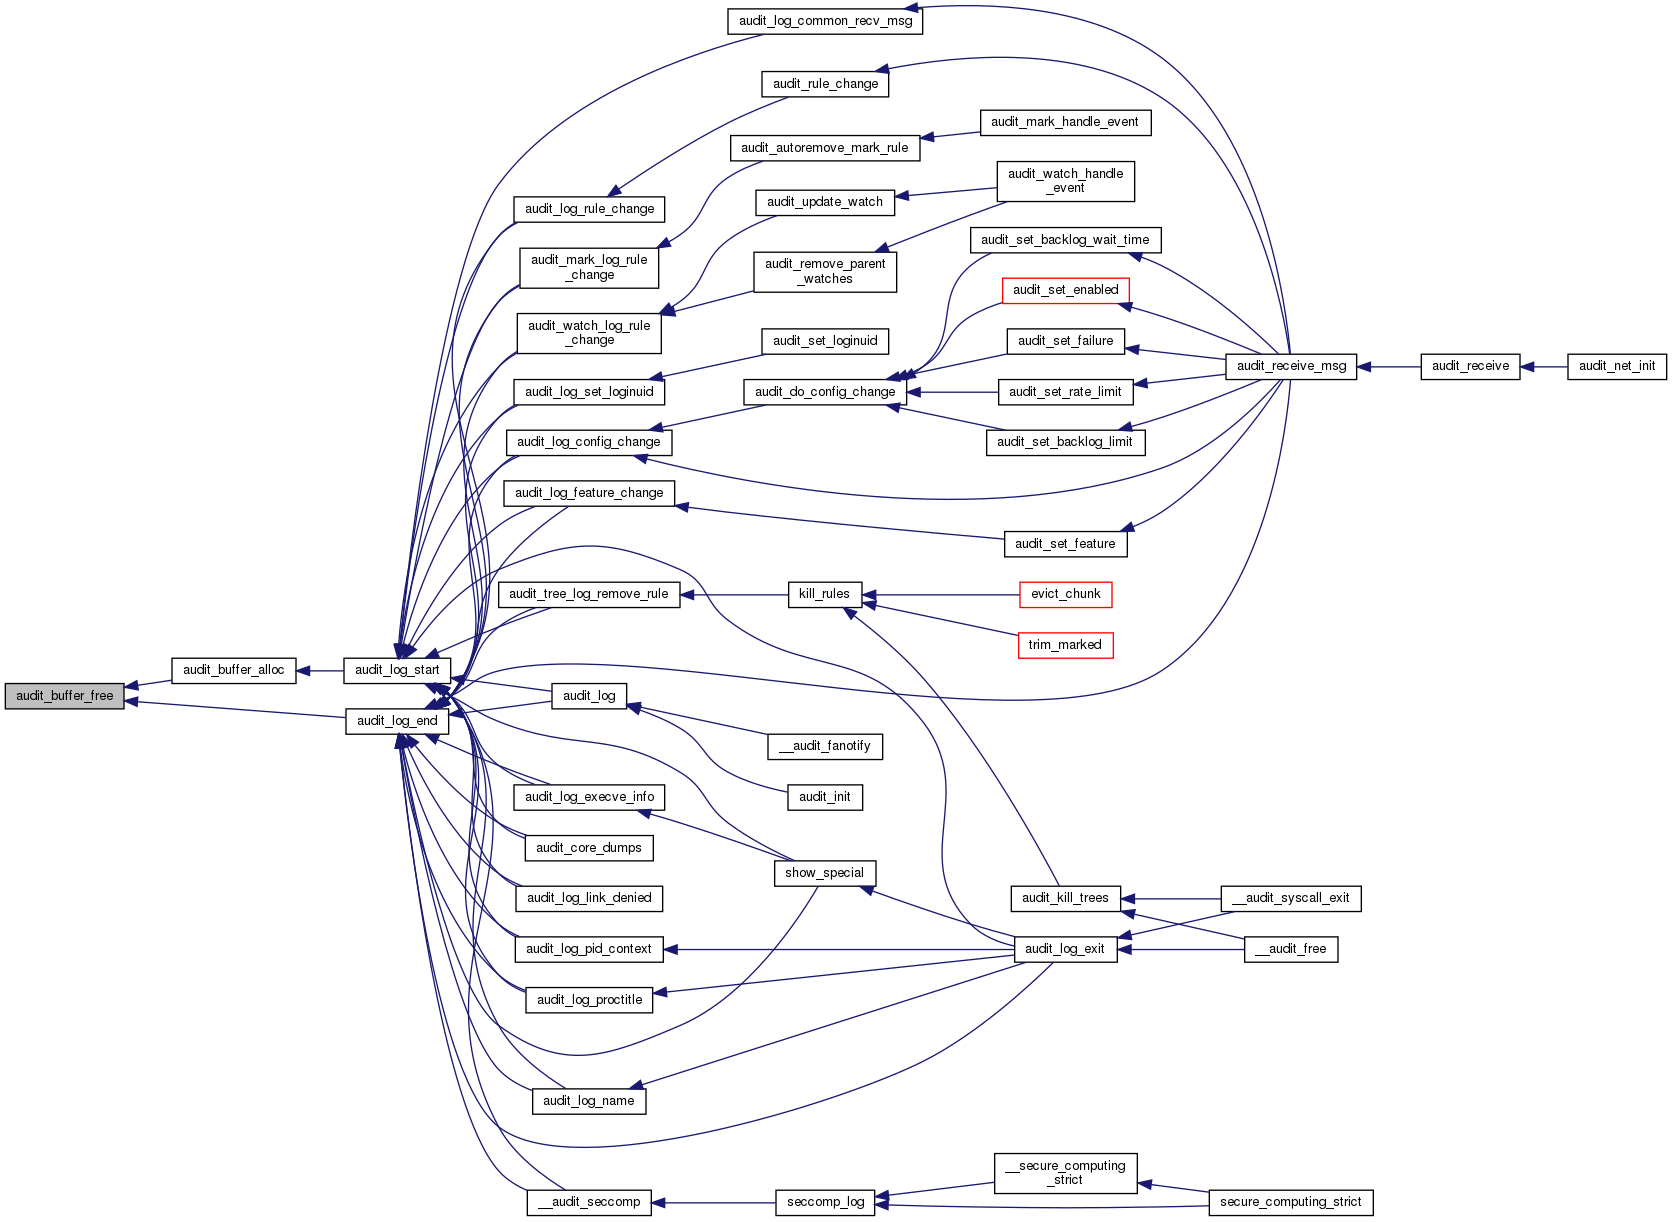 audit_log_common_recv_msg
audit_rule_change
audit_mark_handle_event
audit_autoremove_mark_rule
audit_watch_handle
_event
audit_update_watch
audit_log_rule_change
audit_set_backlog_wait_time
audit_mark_log_rule
_change
audit_remove_parent
_watches
audit_set_enabled
audit_watch_log_rule
_change
audit_set_loginuid
audit_set_failure
audit_receive_msg
audit_receive
audit_net_init
audit_log_set_loginuid
audit_do_config_change
audit_set_rate_limit
audit_log_config_change
audit_set_backlog_limit
audit_log_feature_change
audit_set_feature
audit_tree_log_remove_rule
kill_rules
evict_chunk
trim_marked
audit_buffer_alloc
audit_log_start
audit_buffer_free
audit_log
audit_log_end
__audit_fanotify
audit_log_execve_info
audit_init
audit_core_dumps
show_special
audit_log_link_denied
audit_kill_trees
__audit_syscall_exit
audit_log_pid_context
audit_log_exit
__audit_free
audit_log_proctitle
audit_log_name
__secure_computing
_strict
__audit_seccomp
seccomp_log
secure_computing_strict